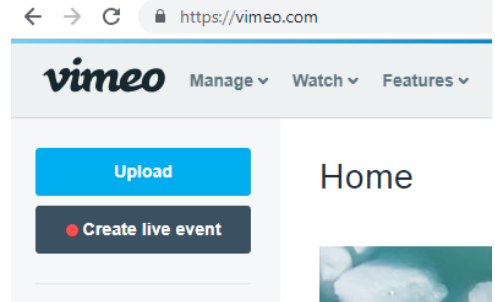 https://vimeo.com
vimeo Manage Watch Features
Upload
Home
Create live event